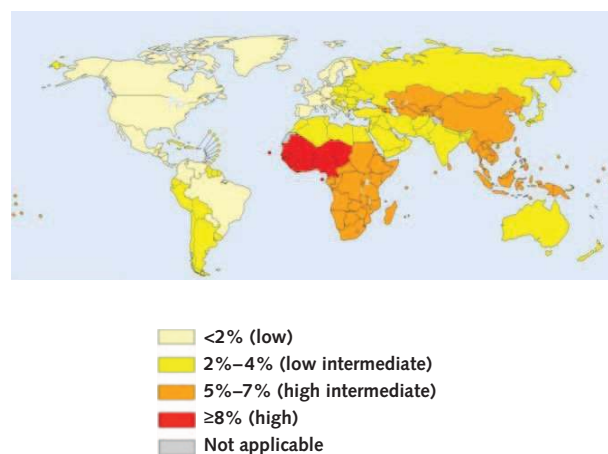 <2% (low)
2%–4% (low intermediate)
5%–7% (high intermediate)
≥8% (high)
Not applicable